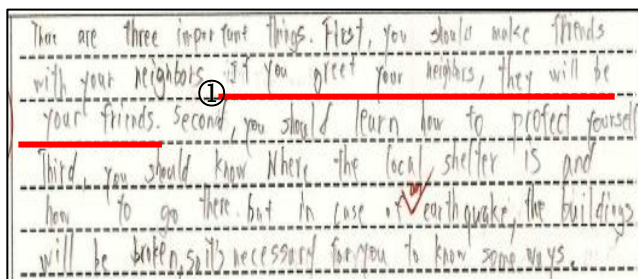 There are three important things. First, you should make friends
with your neighbors. If you greet your neighbors, they will be
①
your friends. Second, you should learn how to protect yourself
Third, you should know Where the local shelter is and
an
how to go there. but in case of earthquake, the buildings
will be broken, so it's necessary for you to know some ways.